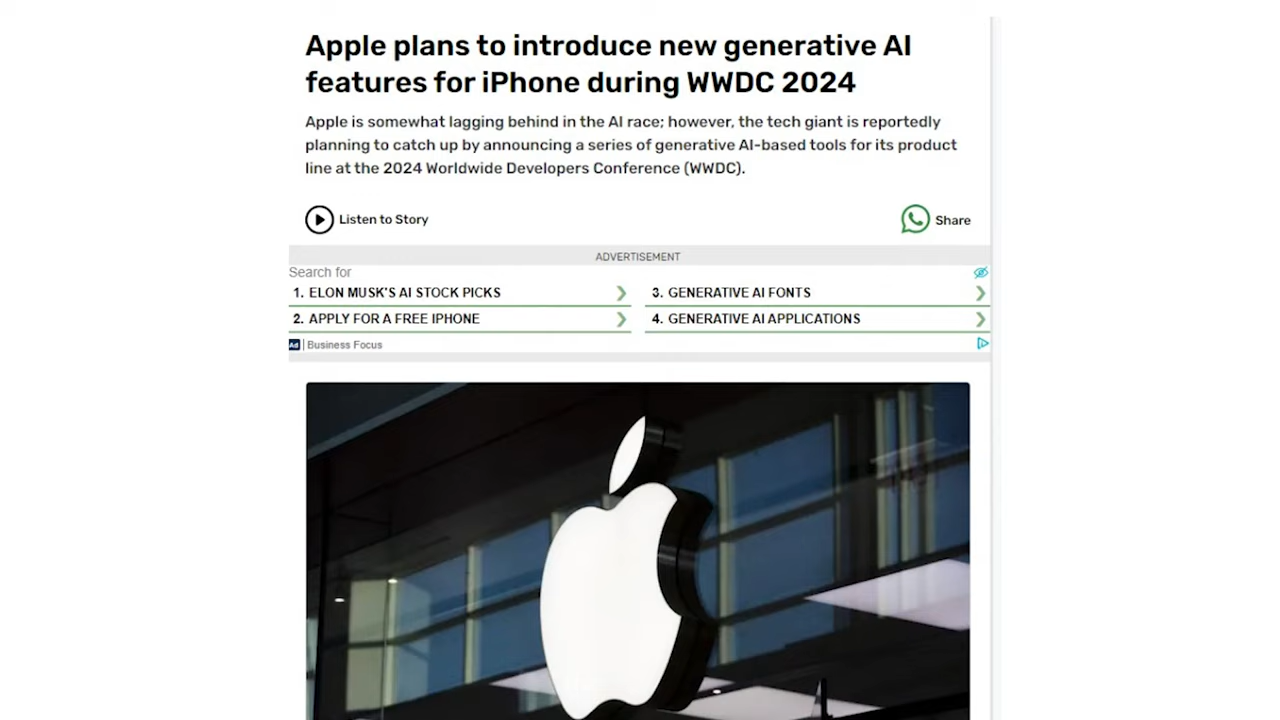 Apple plans to introduce new generative AI
features for iPhone during WWDC 2024
Apple is somewhat lagging behind in the AI race; however, the tech giant is reportedly
planning to catch up by announcing a series of generative AI-based tools for its product
line at the 2024 Worldwide Developers Conference (WWDC).
Listen to Story
Share
ADVERTISEMENT
Search for
1. ELON MUSK'S AI STOCK PICKS
2. APPLY FOR A FREE IPHONE
3. GENERATIVE AI FONTS
4. GENERATIVE AI APPLICATIONS
Ad | Business Focus